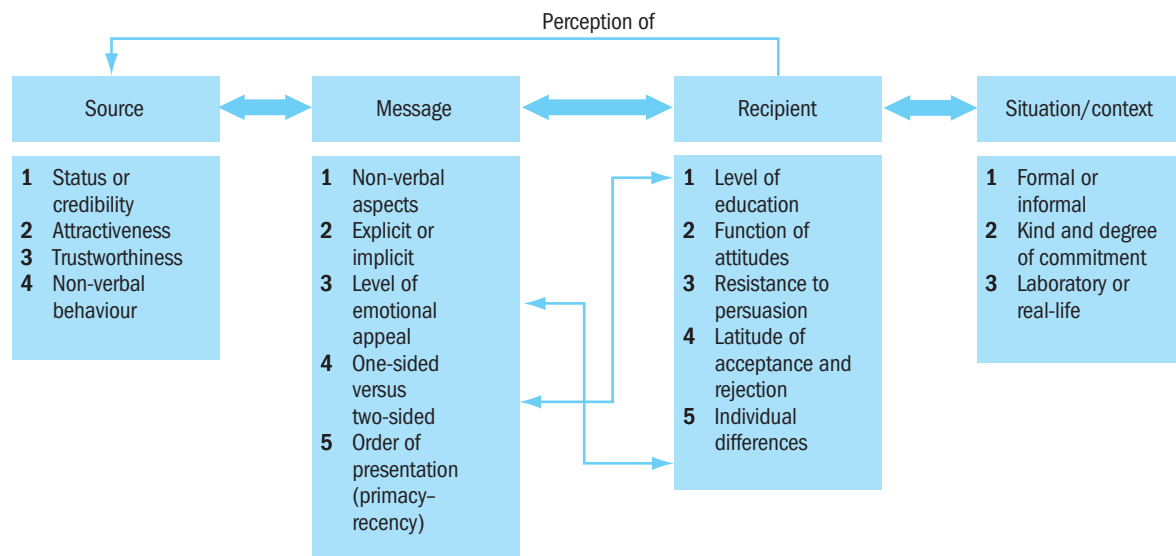 Perception of
Source
Message
Recipient
Situation/context
1 Status or
credibility
2 Attractiveness
3 Trustworthiness
4 Non-verbal
behaviour
1 Non-verbal
aspects
2 Explicit or
implicit
3 Level of
emotional
appeal
4 One-sided
versus
two-sided
5 Order of
presentation
(primacy–
recency)
1 Level of
education
2 Function of
attitudes
3 Resistance to
persuasion
4 Latitude of
acceptance and
rejection
5 Individual
differences
1 Formal or
informal
2 Kind and degree
of commitment
3 Laboratory or
real-life